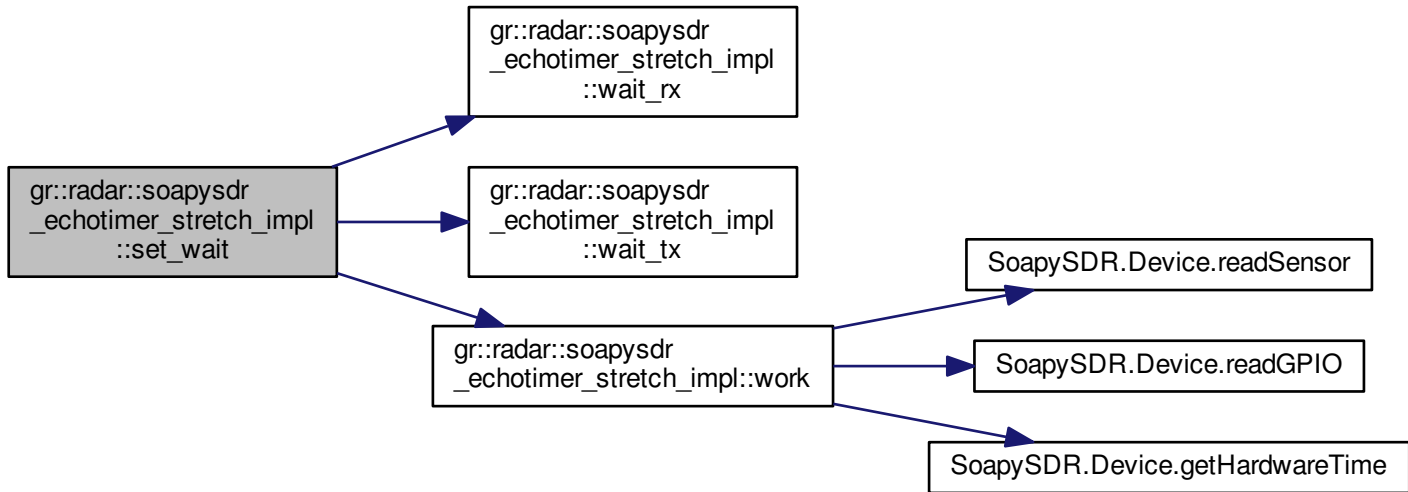 gr::radar::soapysdr
_echotimer_stretch_impl
::wait_rx
gr::radar::soapysdr
_echotimer_stretch_impl
::set_wait
gr::radar::soapysdr
_echotimer_stretch_impl
::wait_tx
SoapySDR.Device.readSensor
gr::radar::soapysdr
_echotimer_stretch_impl::work
SoapySDR.Device.readGPIO
SoapySDR.Device.getHardwareTime